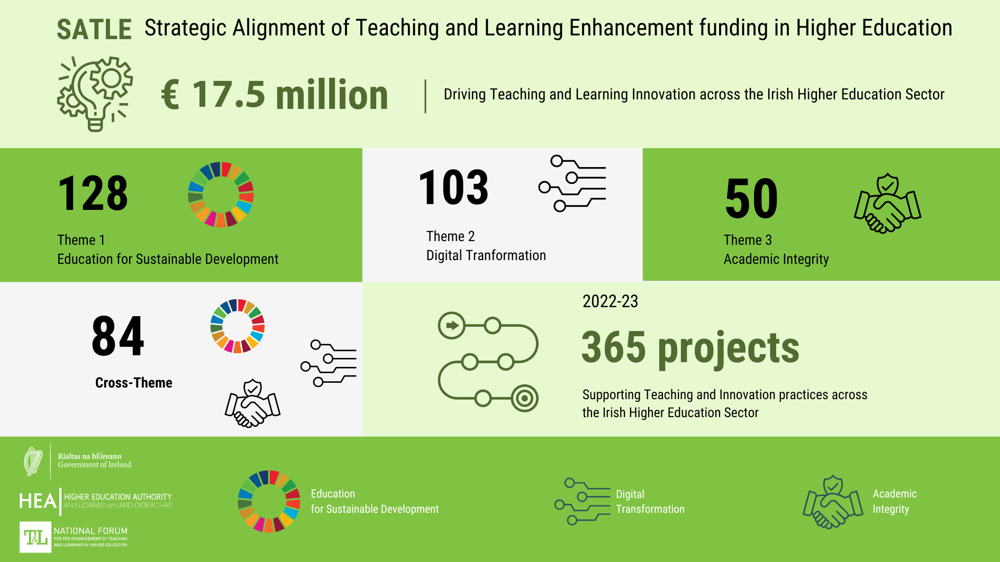 SATLE Strategic Alignment of Teaching and Learning Enhancement funding in Higher Education
€ 17.5 million
Driving Teaching and Learning Innovation across the Irish Higher Education Sector
128
Theme 1
Education for Sustainable Development
103
Theme 2
Digital Tranformation
50
Theme 3
Academic Integrity
84
Cross-Theme
2022-23
365 projects
Supporting Teaching and Innovation practices across
the Irish Higher Education Sector
Rialtas na hÉireann
Government of Ireland
HEA
HIGHER EDUCATION AUTHORITY
AN tÚDARÁS um ARD-OIDEACHAS
T&L
NATIONAL FORUM
FOR THE ENHANCEMENT OF TEACHING
AND LEARNING IN HIGHER EDUCATION
Education
for Sustainable Development
Digital
Transformation
Academic
Integrity